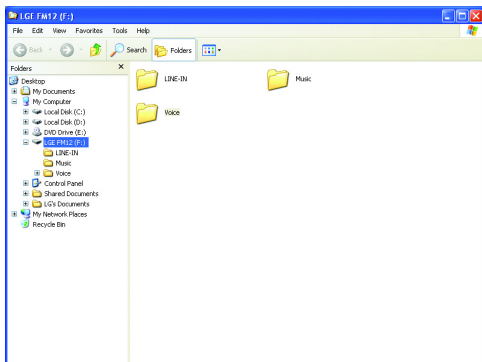 LGE FM12 (F:)
File Edit View Favorites Tools Help
Back Search Folders
Folders
Desktop
My Documents
My Computer
Local Disk (C:)
Local Disk (D:)
DVD Drive (E:)
LGE FM12 (F:)
LINE-IN
Music
Voice
Control Panel
Shared Documents
LG's Documents
My Network Places
Recycle Bin
LINE-IN Music
Voice